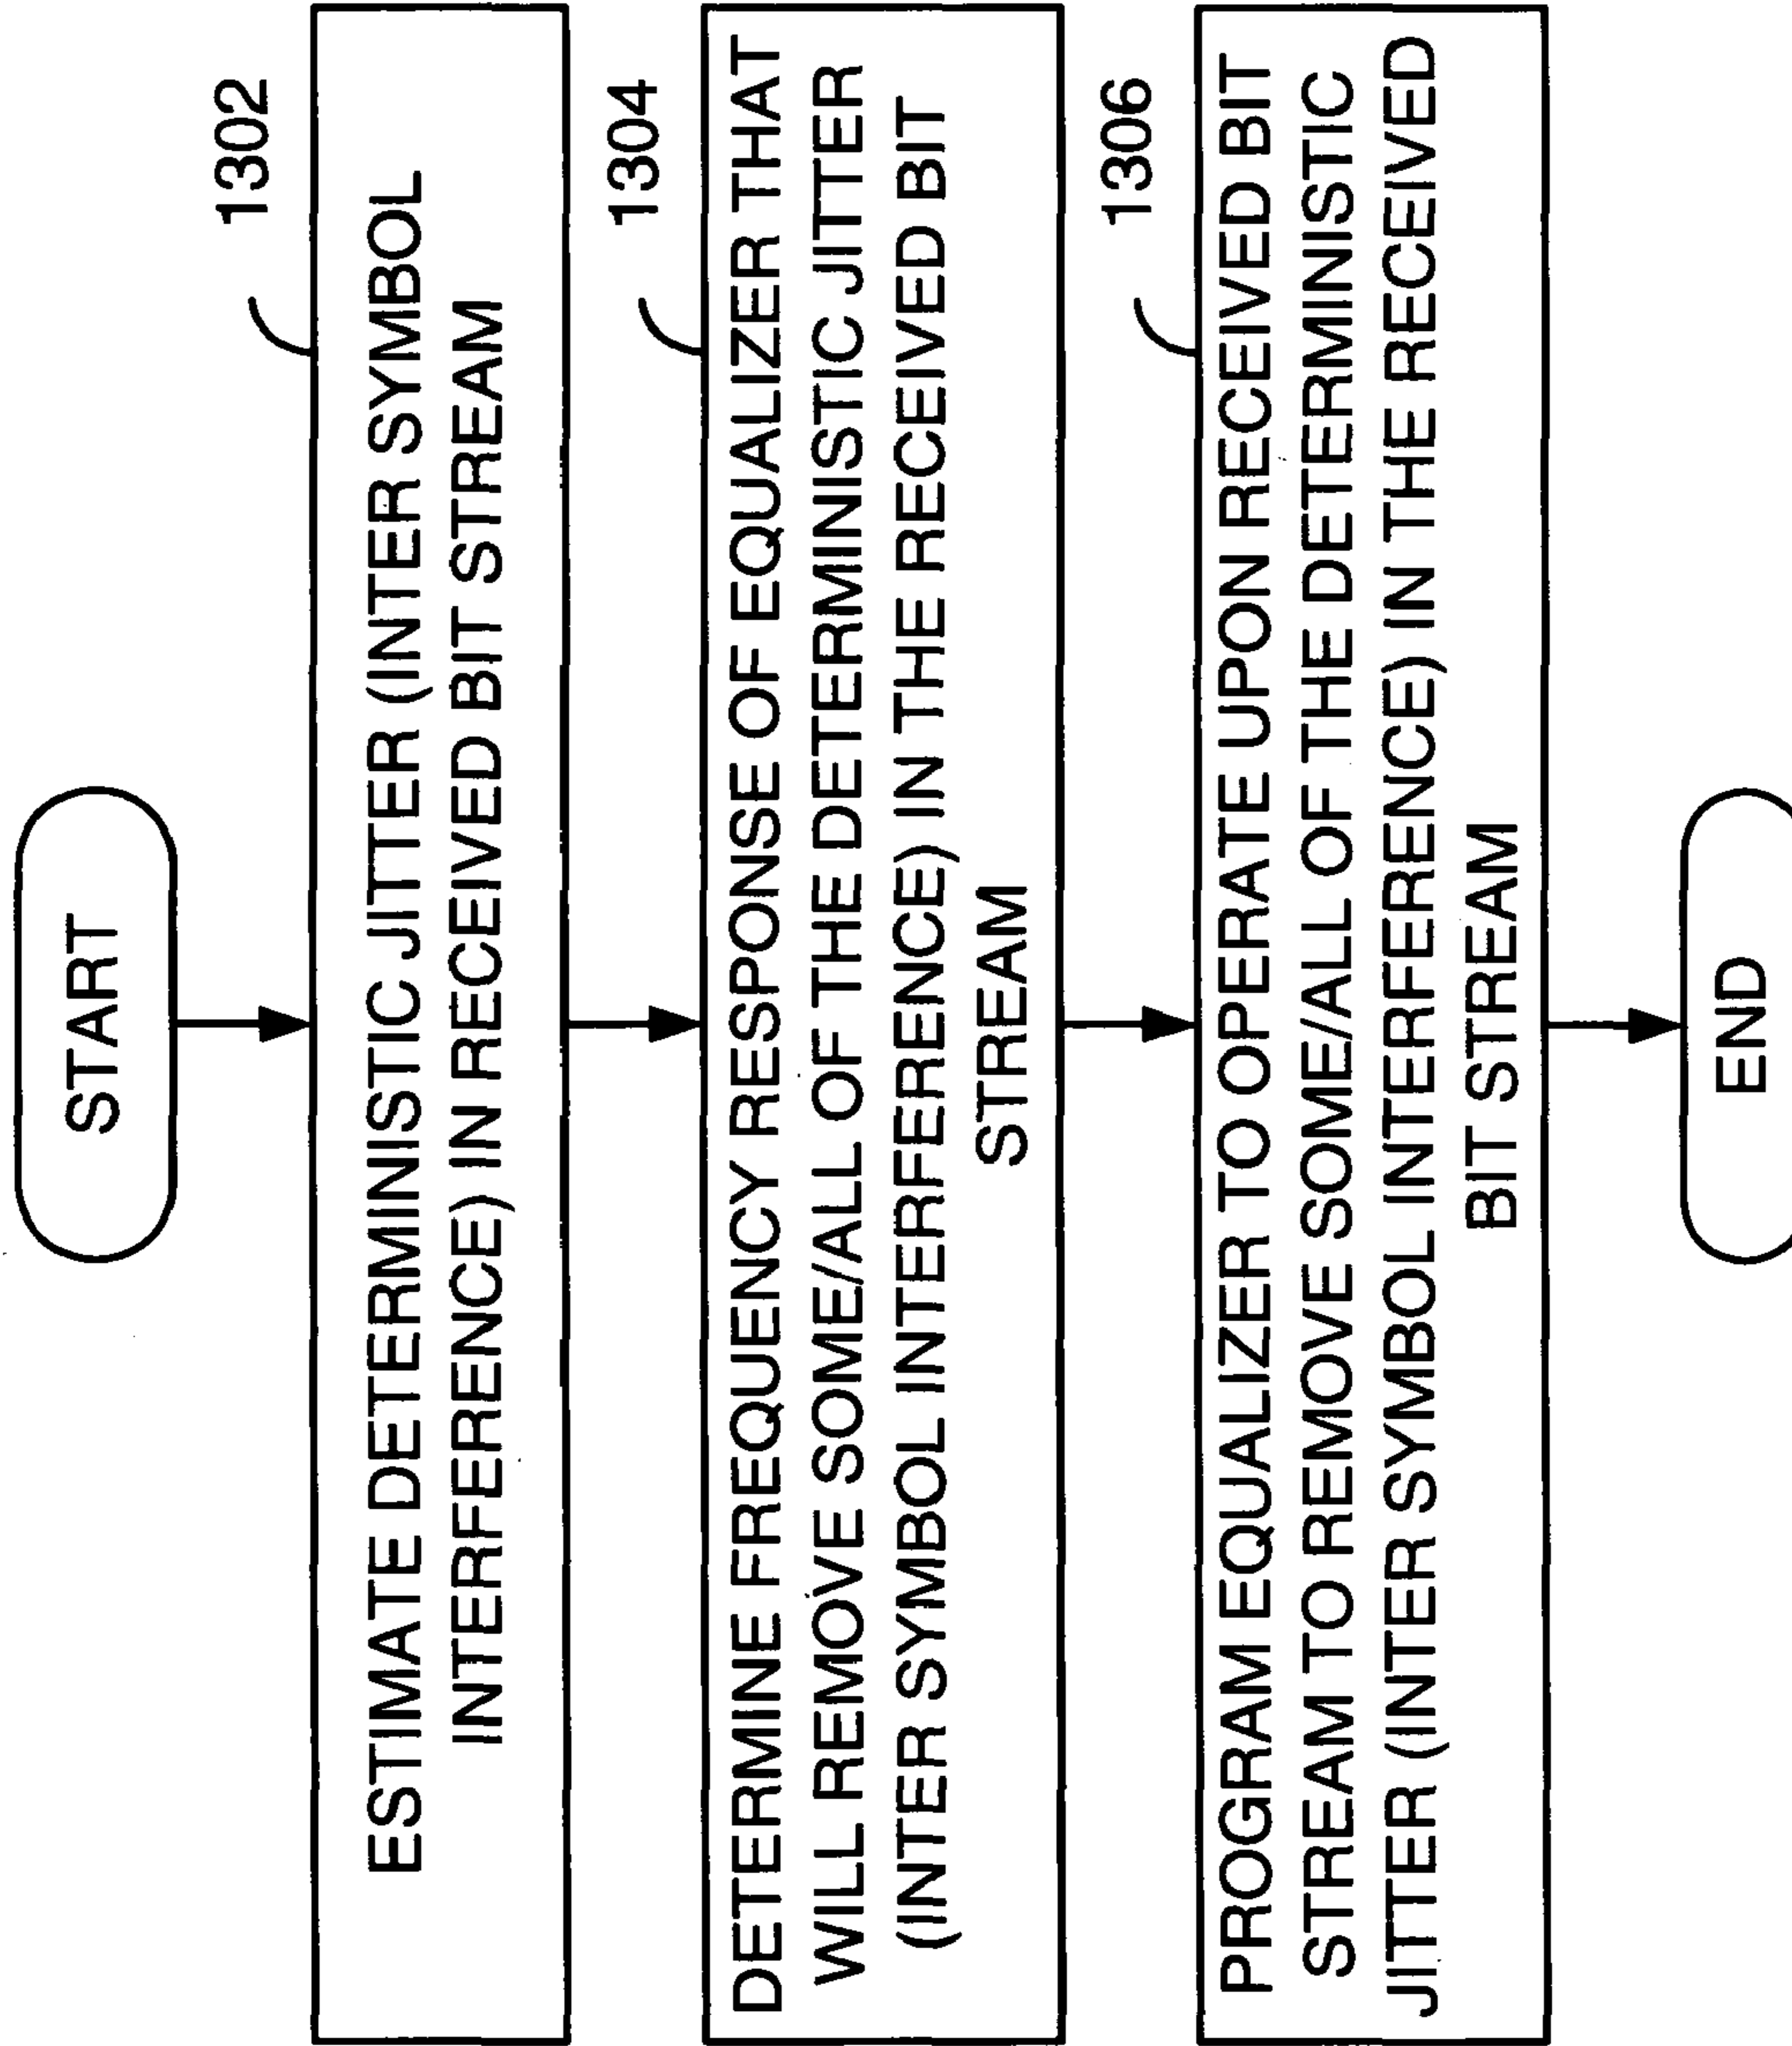 START
1302
ESTIMATE DETERMINISTIC JITTER (INTER SYMBOL
INTERFERENCE) IN RECEIVED BIT STREAM
1304
DETERMINE FREQUENCY RESPONSE OF EQUALIZER THAT
WILL REMOVE SOME/ALL OF THE DETERMINISTIC JITTER
(INTER SYMBOL INTERFERENCE) IN THE RECEIVED BIT
STREAM
1306
PROGRAM EQUALIZER TO OPERATE UPON RECEIVED BIT
STREAM TO REMOVE SOME/ALL OF THE DETERMINISTIC
JITTER (INTER SYMBOL INTERFERENCE) IN THE RECEIVED
BIT STREAM
END